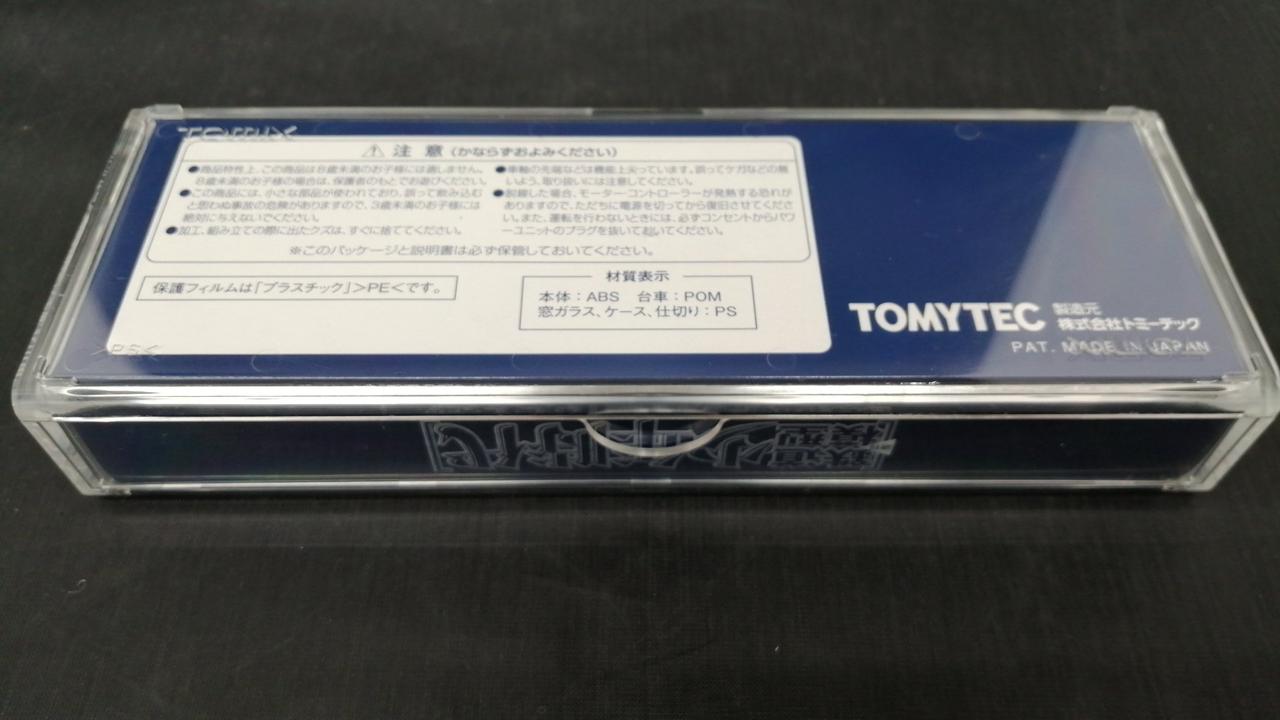 TOMIX
⚠ 注 意 (かならずおよみください)
●商品特性上、この商品は8歳未満のお子様には適しません。
8歳未満のお子様の場合は、保護者のもとでお遊びください。
●この商品には、小さな部品が使われており、誤って飲み込む
と思わぬ事故の危険がありますので、3歳未満のお子様には
絶対に与えないでください。
●加工、組み立ての際に出たクズは、すぐに捨ててください。
●車軸の先端などは機能上尖っています。誤ってケガなどの無
いよう、取り扱いには注意してください。
●脱線した場合、モーター・コントローラーが発熱する恐れが
ありますので、ただちに電源を切ってから復旧させてくださ
い。また、運転を行わないときには、必ずコンセントからパワ
ーユニットのプラグを抜いておいてください。
※このパッケージと説明書は必ず保管しておいてください。
保護フィルムは「プラスチック」>PE<です。
材質表示
本体：ABS 台車：POM
窓ガラス、ケース、仕切り：PS
>PS<
TOMYTEC 製造元
株式会社トミーテック
PAT. MADE IN JAPAN
鉄道模型